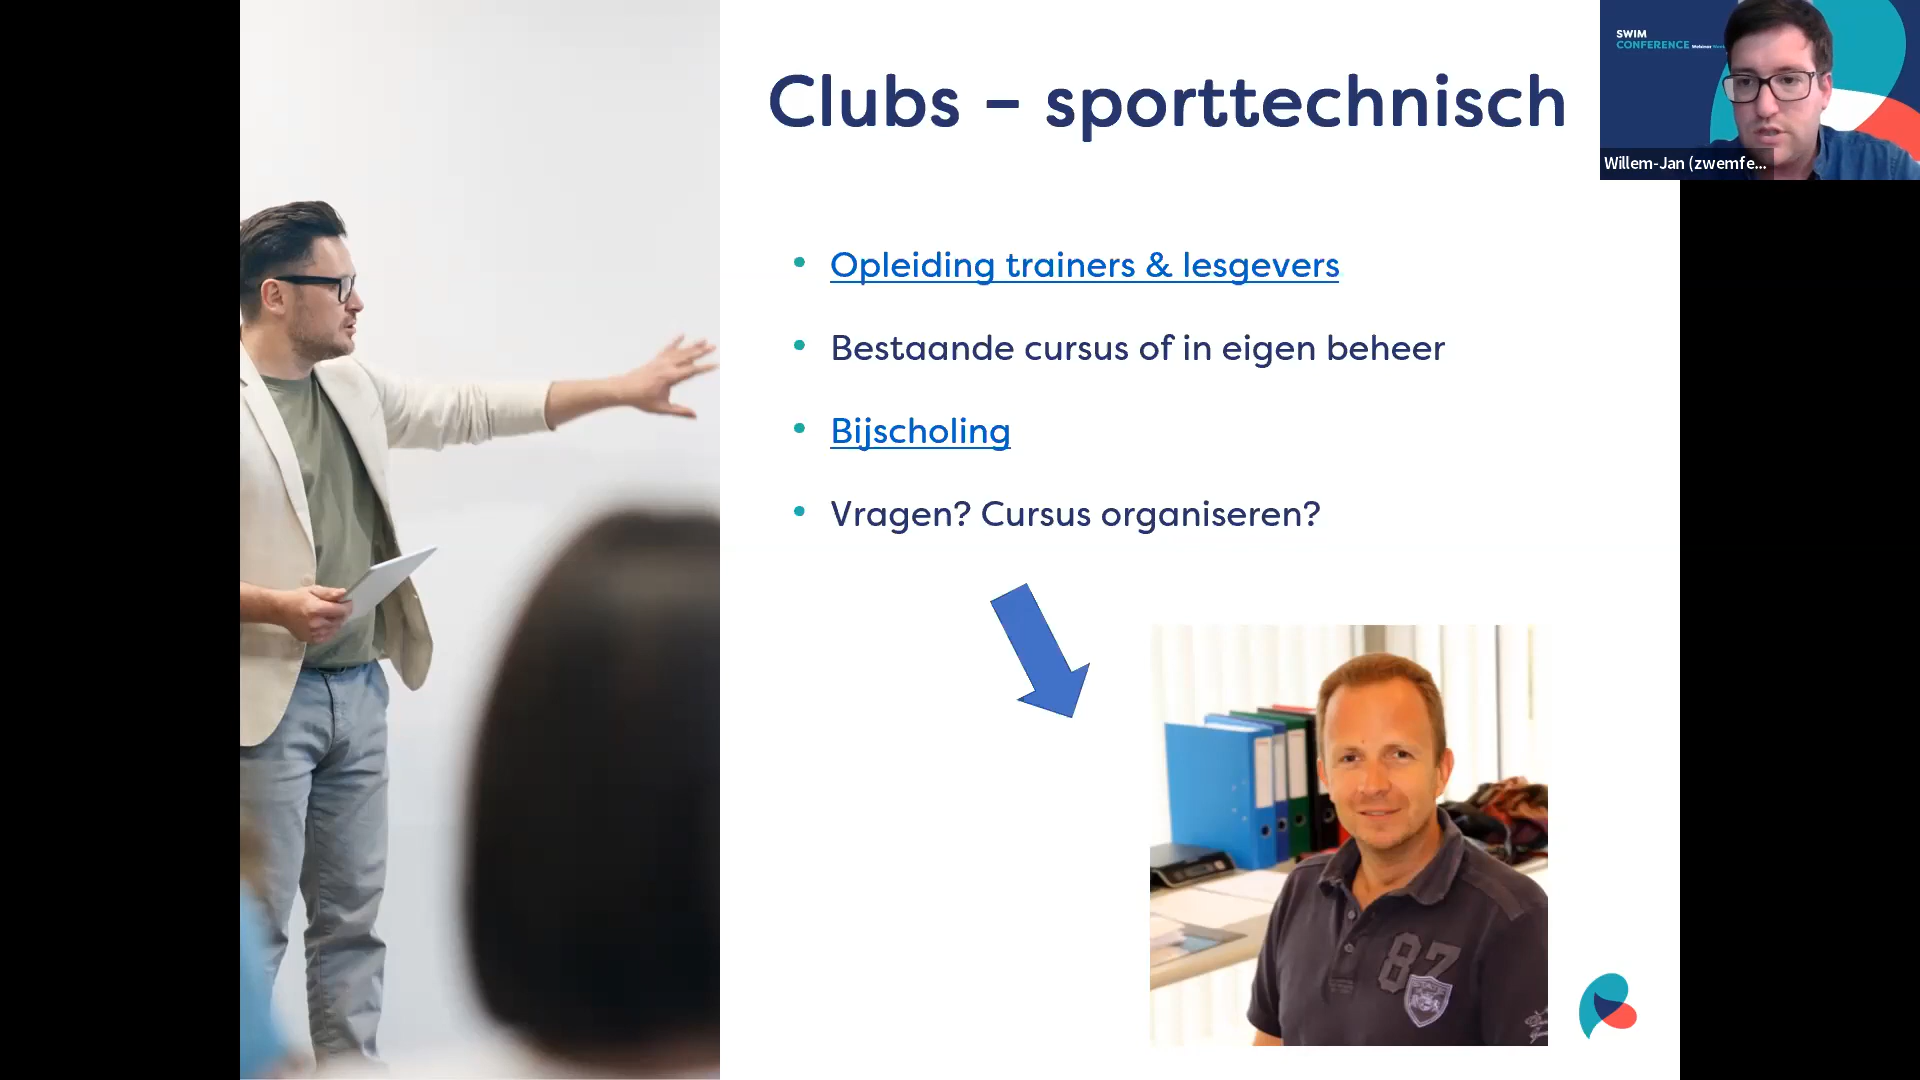 Clubs – sporttechnisch
SWIM
CONFERENCE
Willem-Jan (zwemfe...
• Opleiding trainers & lesgevers
• Bestaande cursus of in eigen beheer
• Bijscholing
• Vragen? Cursus organiseren?
87